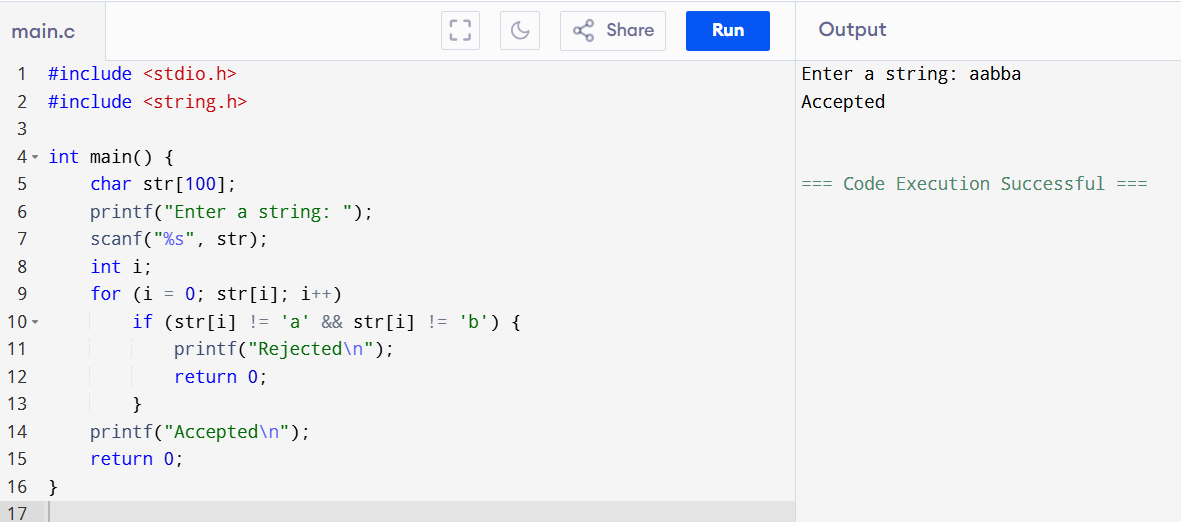 main.c Share Run Output
1 #include <stdio.h>
2 #include <string.h>
3
4 int main() {
5     char str[100];
6     printf("Enter a string: ");
7     scanf("%s", str);
8     int i;
9     for (i = 0; str[i]; i++)
10         if (str[i] != 'a' && str[i] != 'b') {
11             printf("Rejected\n");
12             return 0;
13         }
14     printf("Accepted\n");
15     return 0;
16 }
17
Enter a string: aabba
Accepted
=== Code Execution Successful ===